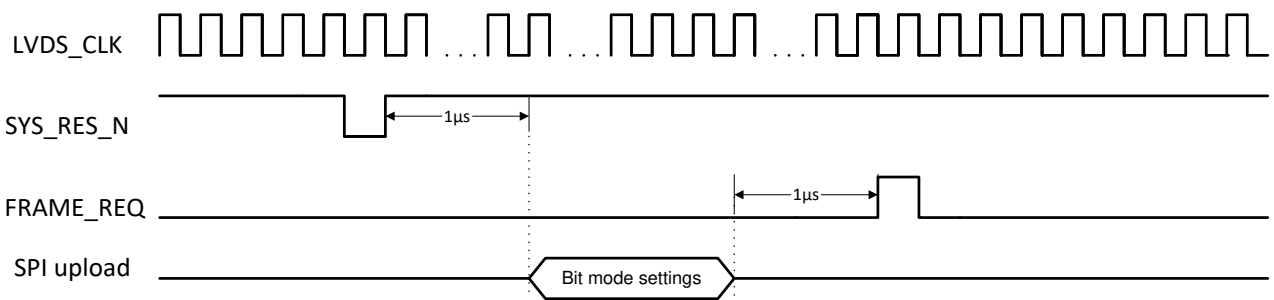 LVDS_CLK
... ... ...
SYS_RES_N
1µs
FRAME_REQ
1µs
SPI upload
Bit mode settings